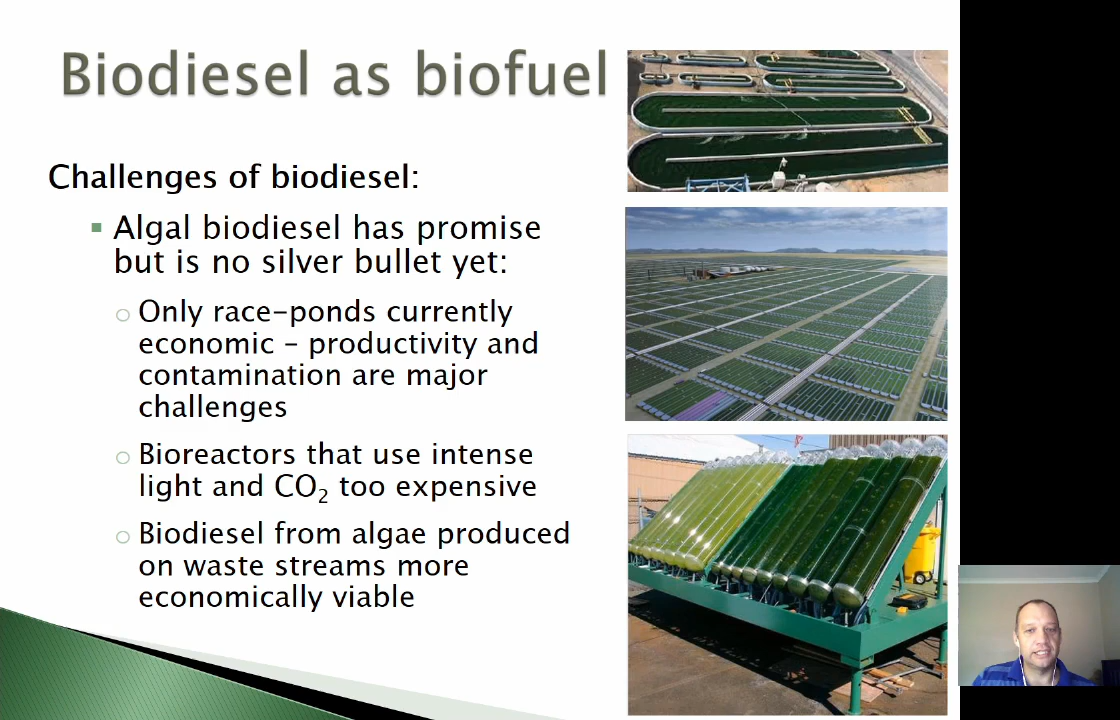 Biodiesel as biofuel
Challenges of biodiesel:
Algal biodiesel has promise
but is no silver bullet yet:
Only race-ponds currently
economic – productivity and
contamination are major
challenges
Bioreactors that use intense
light and CO₂ too expensive
Biodiesel from algae produced
on waste streams more
economically viable